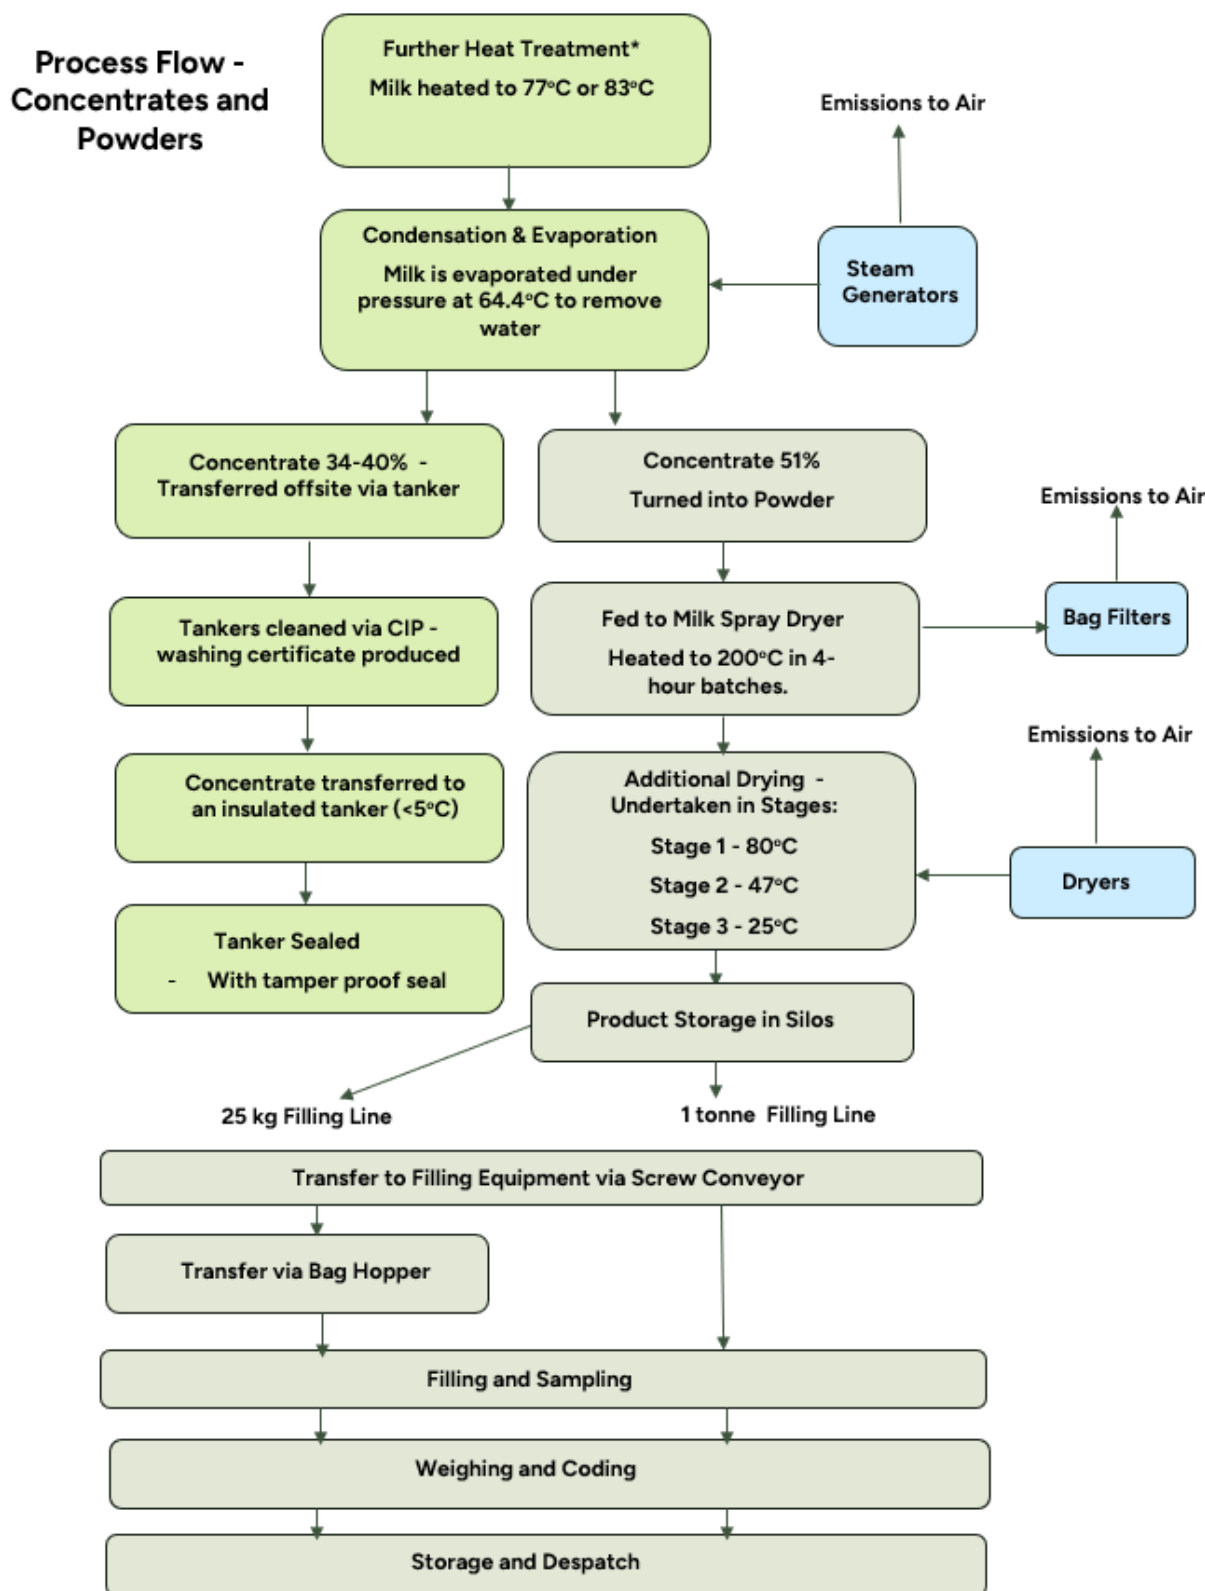 Process Flow -
Concentrates and
Powders
Further Heat Treatment*
Milk heated to 77°C or 83°C
Emissions to Air
Condensation & Evaporation
Milk is evaporated under
pressure at 64.4°C to remove
water
Steam
Generators
Concentrate 34-40% -
Transferred offsite via tanker
Concentrate 51%
Turned into Powder
Emissions to Air
Tankers cleaned via CIP -
washing certificate produced
Fed to Milk Spray Dryer
Heated to 200°C in 4-
hour batches.
Bag Filters
Emissions to Air
Concentrate transferred to
an insulated tanker (<5°C)
Additional Drying -
Undertaken in Stages:
Stage 1 - 80°C
Stage 2 - 47°C
Stage 3 - 25°C
Dryers
Tanker Sealed
- With tamper proof seal
Product Storage in Silos
25 kg Filling Line
1 tonne Filling Line
Transfer to Filling Equipment via Screw Conveyor
Transfer via Bag Hopper
Filling and Sampling
Weighing and Coding
Storage and Despatch